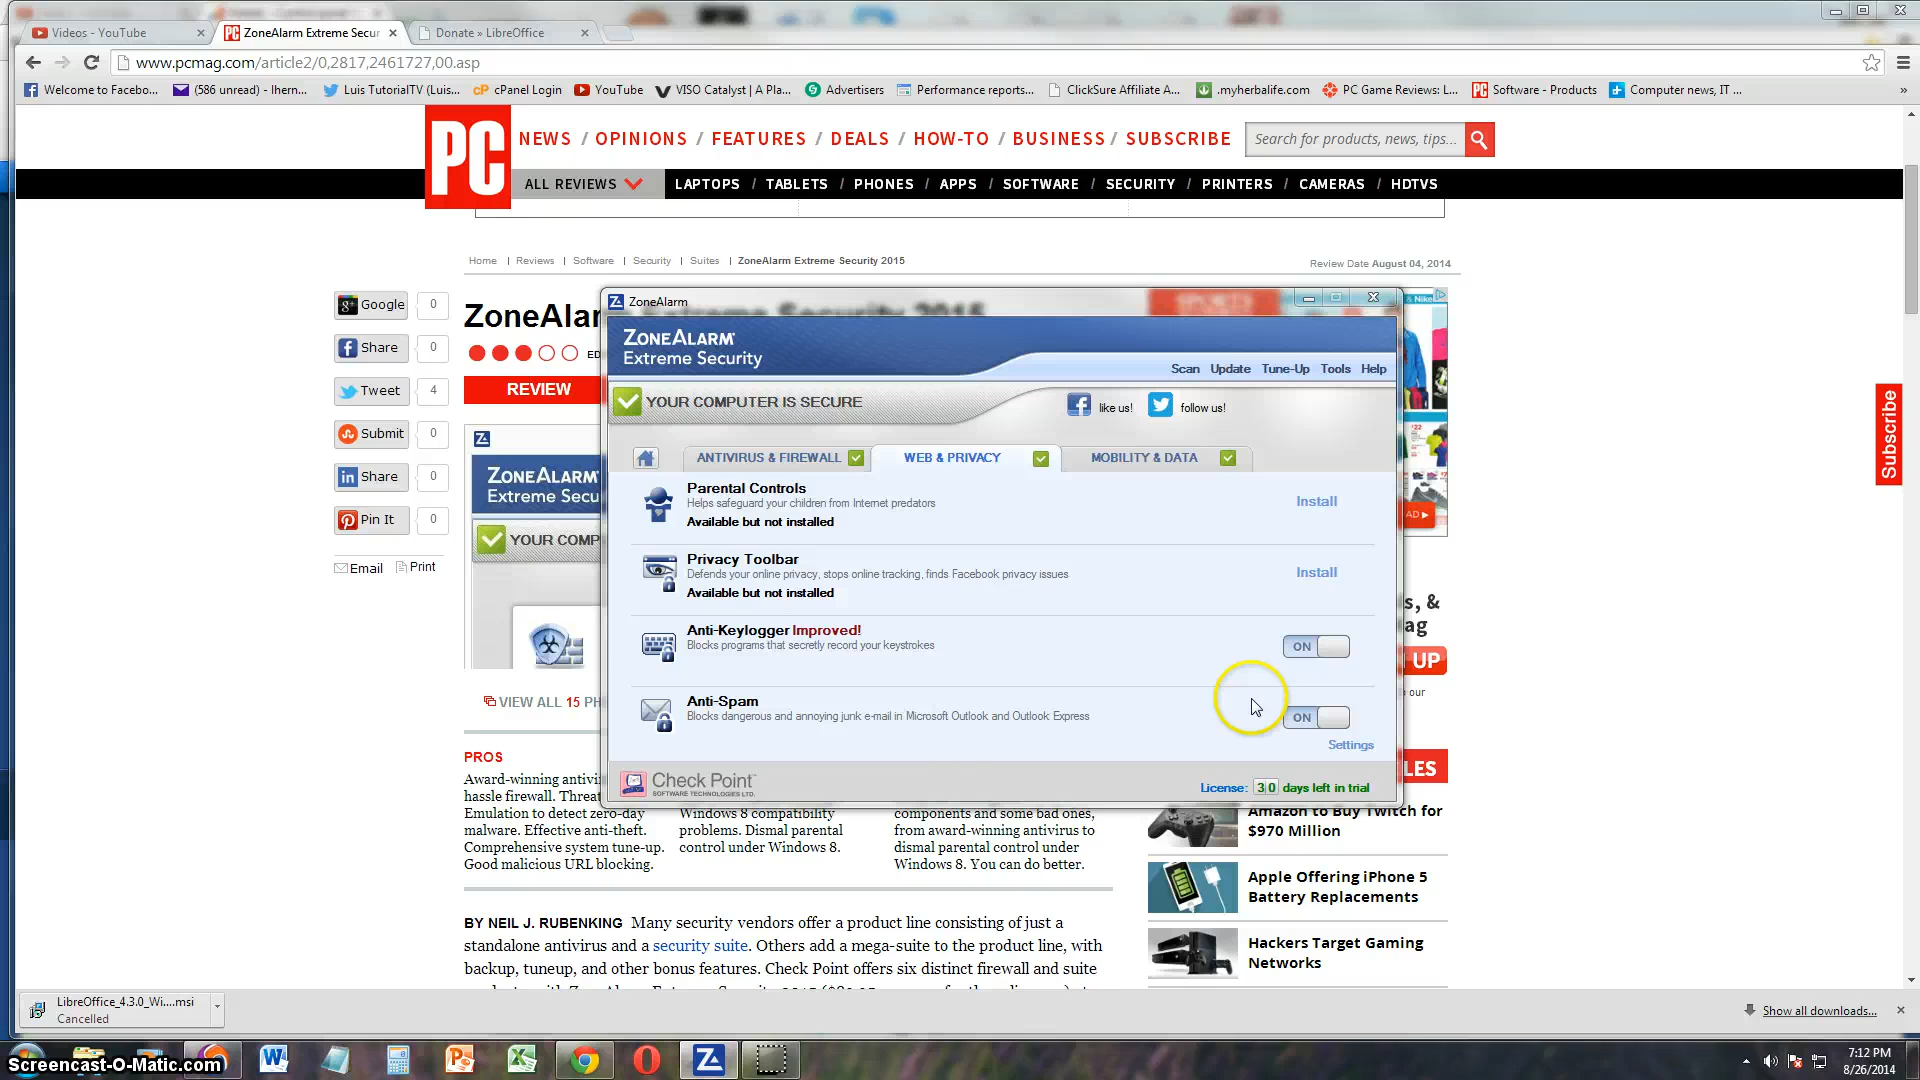 Videos - YouTube
ZoneAlarm Extreme Secur
Donate » LibreOffice
www.pcmag.com/article2/0,2817,2461727,00.asp
Welcome to Facebo...
(586 unread) - lhern...
Luis TutorialTV (Luis...
cPanel Login
YouTube
VISO Catalyst | A Pla...
Advertisers
Performance reports...
ClickSure Affiliate A...
.myherbalife.com
PC Game Reviews: L...
Software - Products
Computer news, IT ...
»
PC
NEWS / OPINIONS / FEATURES / DEALS / HOW-TO / BUSINESS / SUBSCRIBE
Search for products, news, tips...
ALL REVIEWS
LAPTOPS / TABLETS / PHONES / APPS / SOFTWARE / SECURITY / PRINTERS / CAMERAS / HDTVS
Home | Reviews | Software | Security | Suites | ZoneAlarm Extreme Security 2015
Review Date August 04, 2014
Google 0
Share 0
Tweet 4
Submit 0
Share 0
Pin It 0
Email
Print
ZoneAlar
ED
REVIEW
ZONEALARM
Extreme Secu
YOUR COMP
VIEW ALL 15 PH
ZoneAlarm
ZONEALARM
Extreme Security
Scan Update Tune-Up Tools Help
YOUR COMPUTER IS SECURE
like us!
follow us!
ANTIVIRUS & FIREWALL
WEB & PRIVACY
MOBILITY & DATA
Parental Controls
Helps safeguard your children from Internet predators
Available but not installed
Install
Privacy Toolbar
Defends your online privacy, stops online tracking, finds Facebook privacy issues
Available but not installed
Install
Anti-Keylogger Improved!
Blocks programs that secretly record your keystrokes
ON
Anti-Spam
Blocks dangerous and annoying junk e-mail in Microsoft Outlook and Outlook Express
ON
Settings
Check Point
SOFTWARE TECHNOLOGIES LTD.
License: 30 days left in trial
& Nike
$22
AD
Subscribe
s, &
ag
UP
our
LES
PROS
Award-winning antivi
hassle firewall. Threat
Emulation to detect zero-day
malware. Effective anti-theft.
Comprehensive system tune-up.
Good malicious URL blocking.
Windows 8 compatibility
problems. Dismal parental
control under Windows 8.
components and some bad ones,
from award-winning antivirus to
dismal parental control under
Windows 8. You can do better.
BY NEIL J. RUBENKING Many security vendors offer a product line consisting of just a
standalone antivirus and a security suite. Others add a mega-suite to the product line, with
backup, tuneup, and other bonus features. Check Point offers six distinct firewall and suite
Amazon to Buy Twitch for
$970 Million
Apple Offering iPhone 5
Battery Replacements
Hackers Target Gaming
Networks
LibreOffice_4.3.0_Wi....msi
Cancelled
Show all downloads...
Screencast-O-Matic.com
7:12 PM
8/26/2014